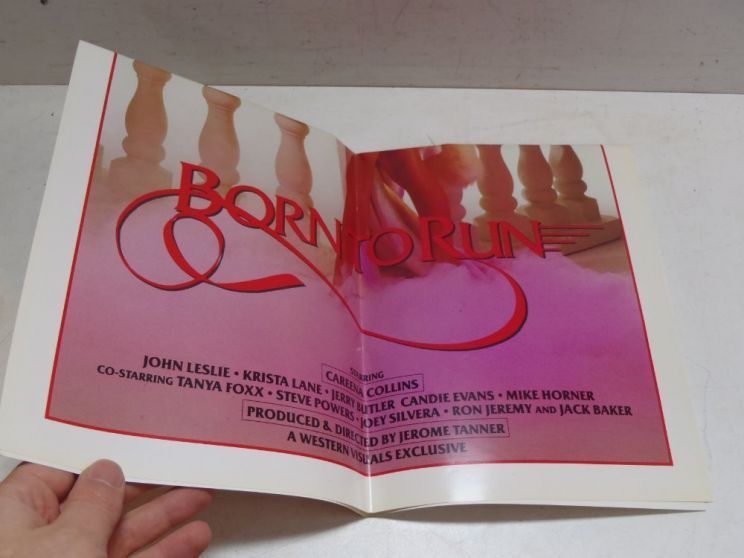 BORN TO RUN
STARRING
CAREENA COLLINS
JOHN LESLIE • KRISTA LANE • JERRY BUTLER CANDIE EVANS • MIKE HORNER
CO-STARRING TANYA FOXX • STEVE POWERS • JOEY SILVERA • RON JEREMY AND JACK BAKER
PRODUCED & DIRECTED BY JEROME TANNER
A WESTERN VISUALS EXCLUSIVE